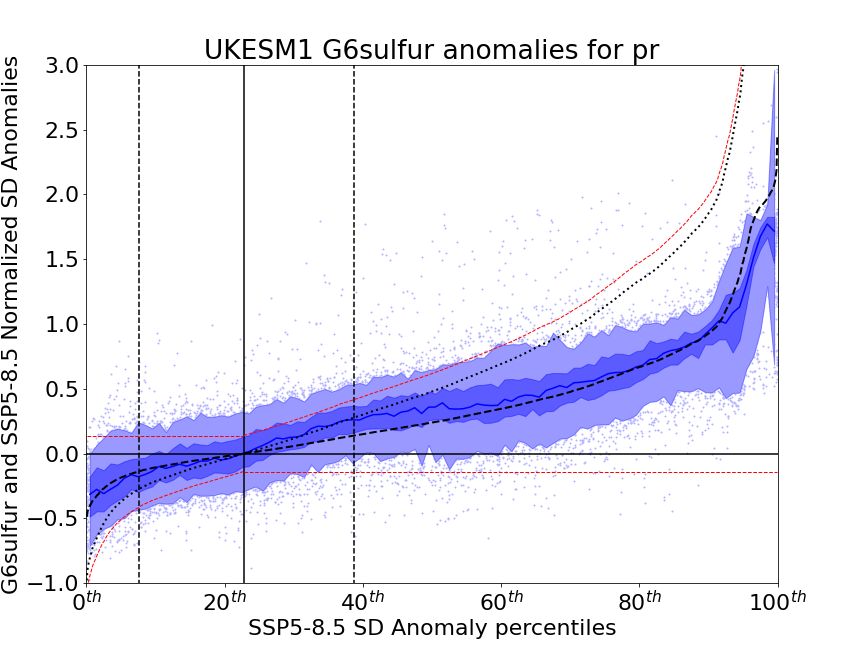 UKESM1 G6sulfur anomalies for pr
G6sulfur and SSP5-8.5 Normalized SD Anomalies
3.0
2.5
2.0
1.5
1.0
0.5
0.0
−0.5
−1.0
0th 20th 40th 60th 80th 100th
SSP5-8.5 SD Anomaly percentiles